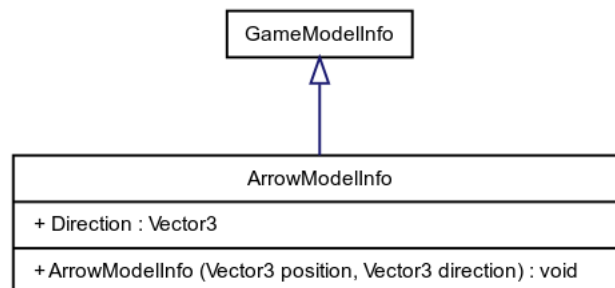 GameModelInfo
ArrowModelInfo
+ Direction : Vector3
+ArrowModelInfo (Vector3 position, Vector3 direction) : void